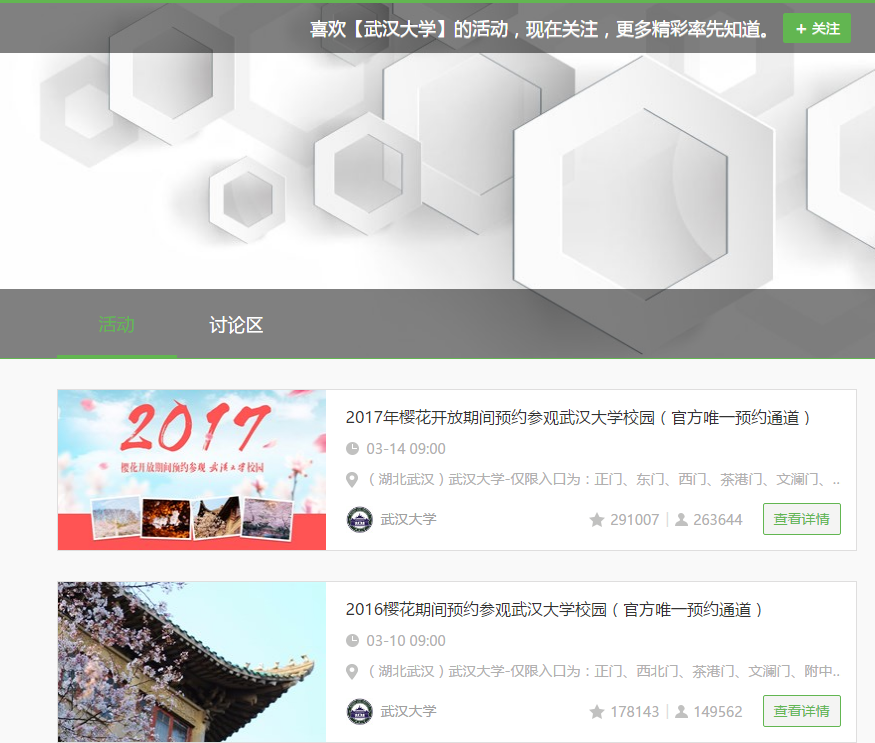 喜欢【武汉大学】的活动，现在关注，更多精彩率先知道。
+ 关注
活动
讨论区
2017
樱花开放期间预约参观 武汉大学校园
2017年樱花开放期间预约参观武汉大学校园（官方唯一预约通道）
03-14 09:00
（湖北武汉）武汉大学-仅限入口为：正门、东门、西门、茶港门、文澜门、..
武汉大学
291007
263644
查看详情
2016樱花期间预约参观武汉大学校园（官方唯一预约通道）
03-10 09:00
（湖北武汉）武汉大学-仅限入口为：正门、西北门、茶港门、文澜门、附中..
武汉大学
178143
149562
查看详情